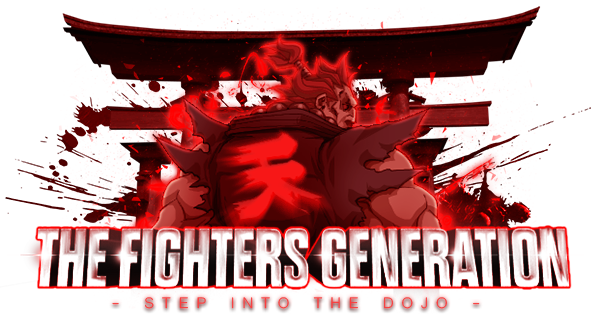 天
THE FIGHTERS GENERATION
- STEP INTO THE DOJO -